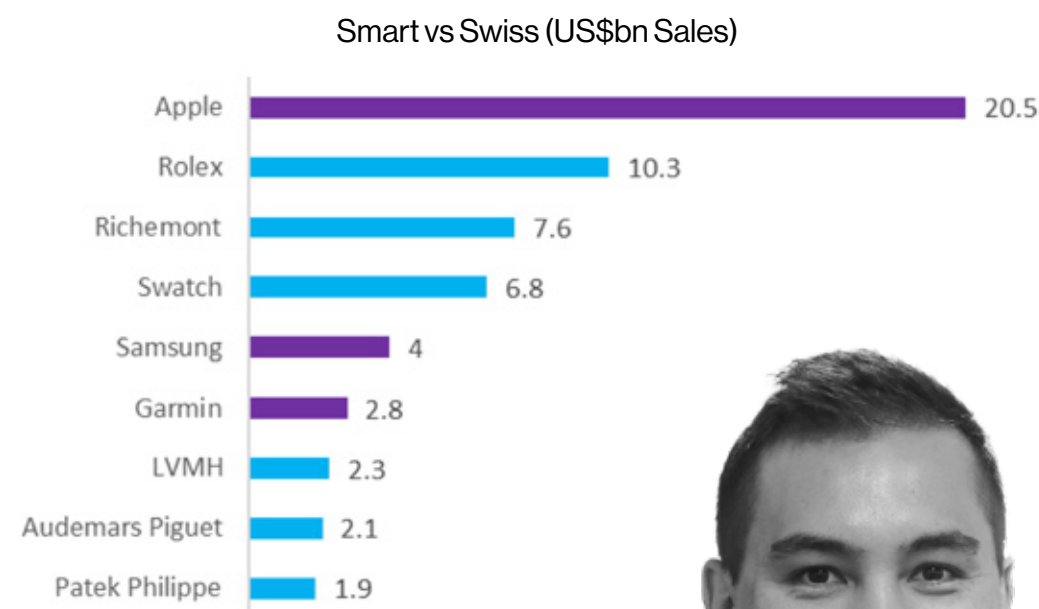 Smart vs Swiss (US$bn Sales)
Apple 20.5
Rolex 10.3
Richemont 7.6
Swatch 6.8
Samsung 4
Garmin 2.8
LVMH 2.3
Audemars Piguet 2.1
Patek Philippe 1.9